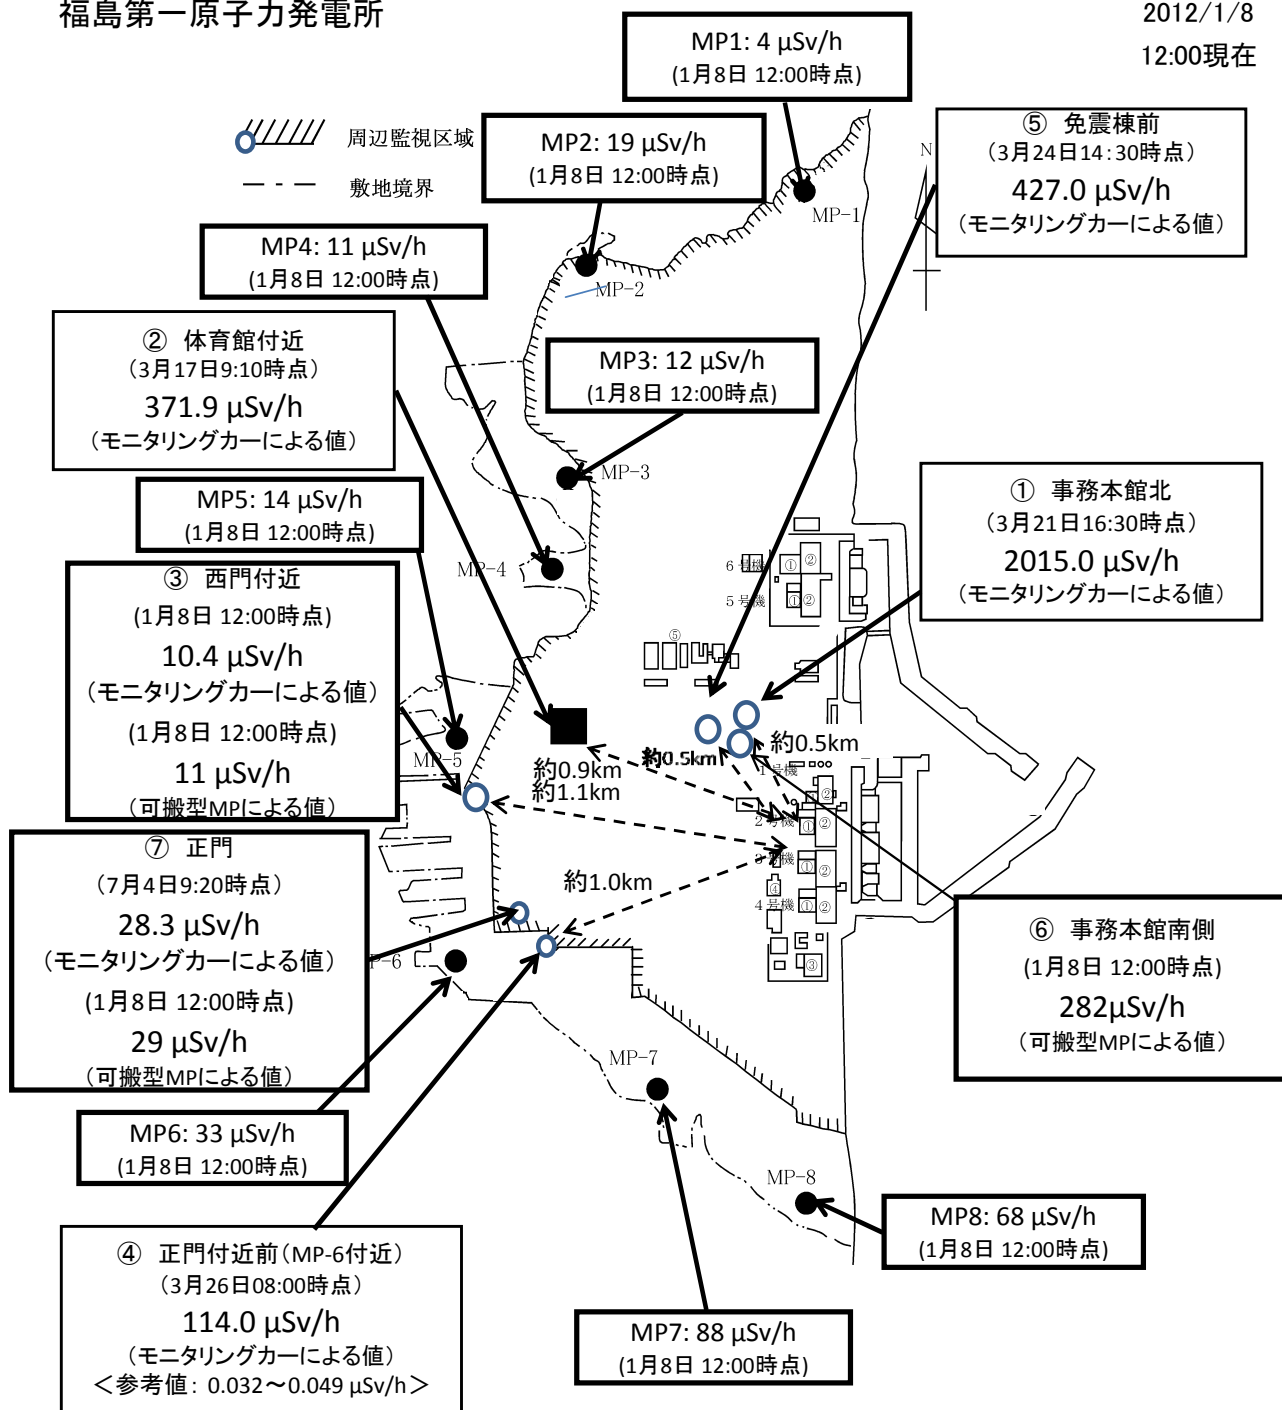 福島第一原子力発電所
2012/1/8
12:00現在
MP1: 4 μSv/h
(1月8日 12:00時点)
周辺監視区域
敷地境界
MP2: 19 μSv/h
(1月8日 12:00時点)
⑤ 免震棟前
(3月24日14:30時点)
427.0 μSv/h
(モニタリングカーによる値)
N
MP-1
MP4: 11 μSv/h
(1月8日 12:00時点)
MP-2
② 体育館付近
(3月17日9:10時点)
371.9 μSv/h
(モニタリングカーによる値)
MP3: 12 μSv/h
(1月8日 12:00時点)
MP-3
MP5: 14 μSv/h
(1月8日 12:00時点)
① 事務本館北
(3月21日16:30時点)
2015.0 μSv/h
(モニタリングカーによる値)
MP-4
③ 西門付近
(1月8日 12:00時点)
10.4 μSv/h
(モニタリングカーによる値)
(1月8日 12:00時点)
11 μSv/h
(可搬型MPによる値)
6号機
① ②
5号機
① ②
⑤
MP-5
約0.9km
約1.1km
約0.5km
約0.5km
1号機
②
2号機
① ②
3号機
① ②
④
4号機
① ②
③
約1.0km
⑦ 正門
(7月4日9:20時点)
28.3 μSv/h
(モニタリングカーによる値)
(1月8日 12:00時点)
29 μSv/h
(可搬型MPによる値)
P-6
⑥ 事務本館南側
(1月8日 12:00時点)
282μSv/h
(可搬型MPによる値)
MP-7
MP6: 33 μSv/h
(1月8日 12:00時点)
MP-8
MP8: 68 μSv/h
(1月8日 12:00時点)
④ 正門付近前(MP-6付近)
(3月26日08:00時点)
114.0 μSv/h
(モニタリングカーによる値)
<参考値: 0.032~0.049 μSv/h>
MP7: 88 μSv/h
(1月8日 12:00時点)